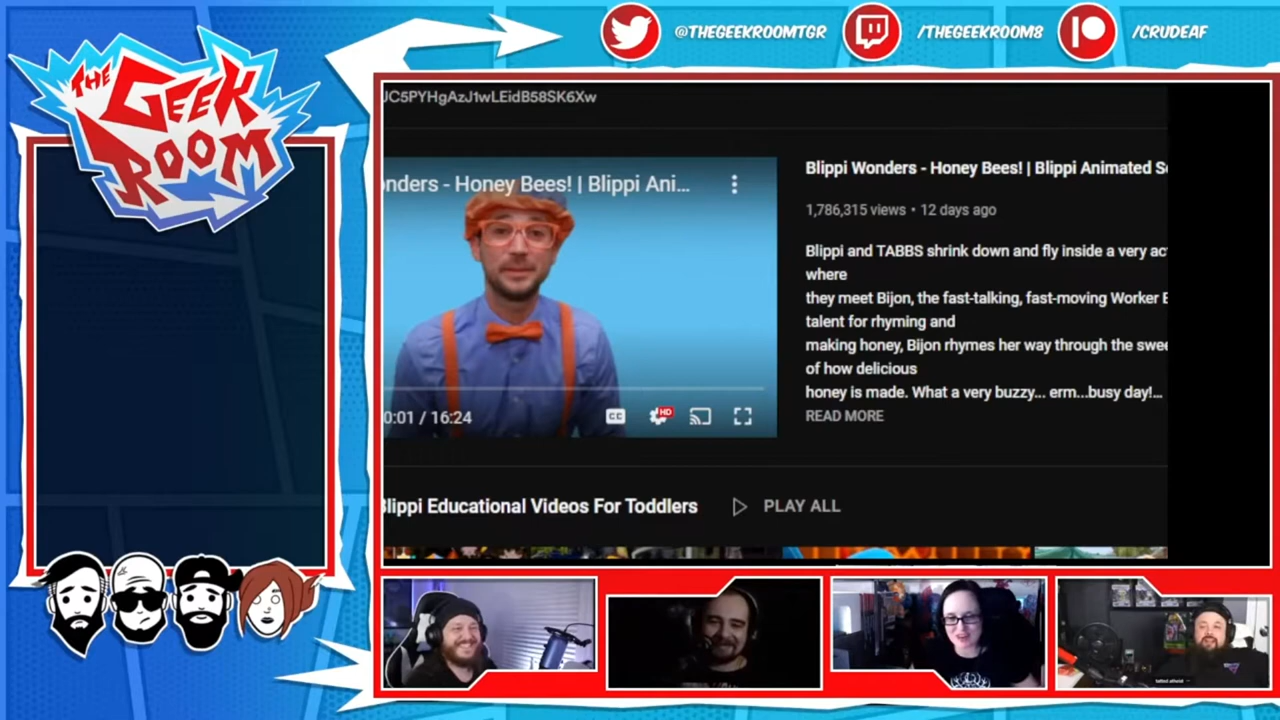 THE
GEEK
ROOM
@THEGEEKROOMTGR
/THEGEEKROOM8
/CRUDEAF
JC5PYHgAzJ1wLEidB58SK6Xw
onders - Honey Bees! | Blippi Ani...
0:01 / 16:24
CC
HD
Blippi Wonders - Honey Bees! | Blippi Animated Se
1,786,315 views • 12 days ago
Blippi and TABBS shrink down and fly inside a very act
where
they meet Bijon, the fast-talking, fast-moving Worker B
talent for rhyming and
making honey, Bijon rhymes her way through the swee
of how delicious
honey is made. What a very buzzy... erm...busy day!...
READ MORE
Blippi Educational Videos For Toddlers
PLAY ALL